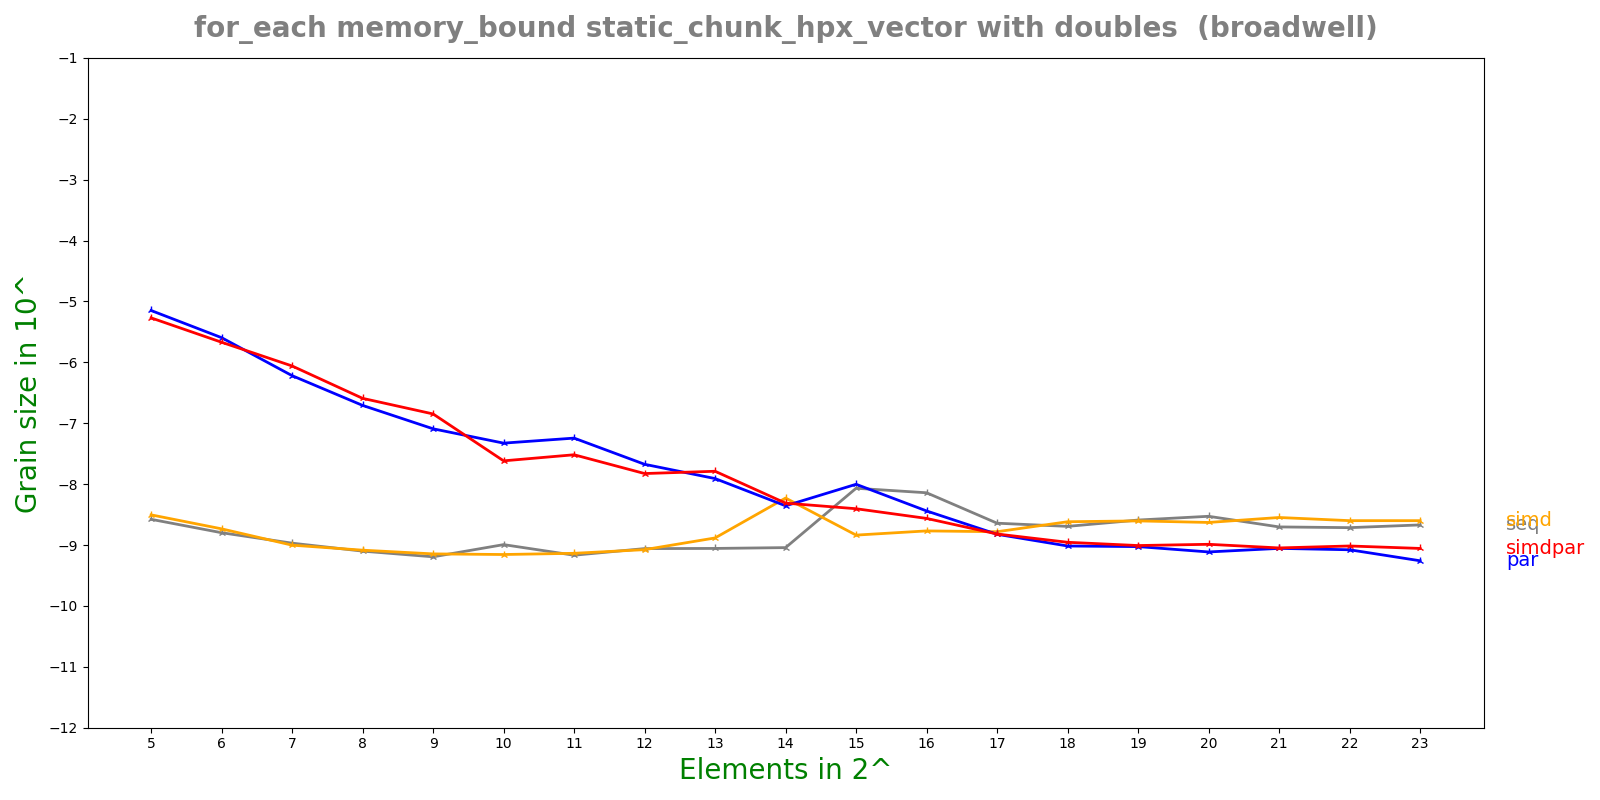 for_each memory_bound static_chunk_hpx_vector with doubles  (broadwell)
Grain size in 10^
−1
−2
−3
−4
−5
−6
−7
−8
−9
−10
−11
−12
5 6 7 8 9 10 11 12 13 14 15 16 17 18 19 20 21 22 23
Elements in 2^
simd
seq
simdpar
par